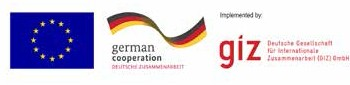 Implemented by
german
cooperation
DEUTSCHE ZUSAMMENARBEIT
giz
Deutsche Gesellschaft
für Internationale
Zusammenarbeit (GIZ) GmbH